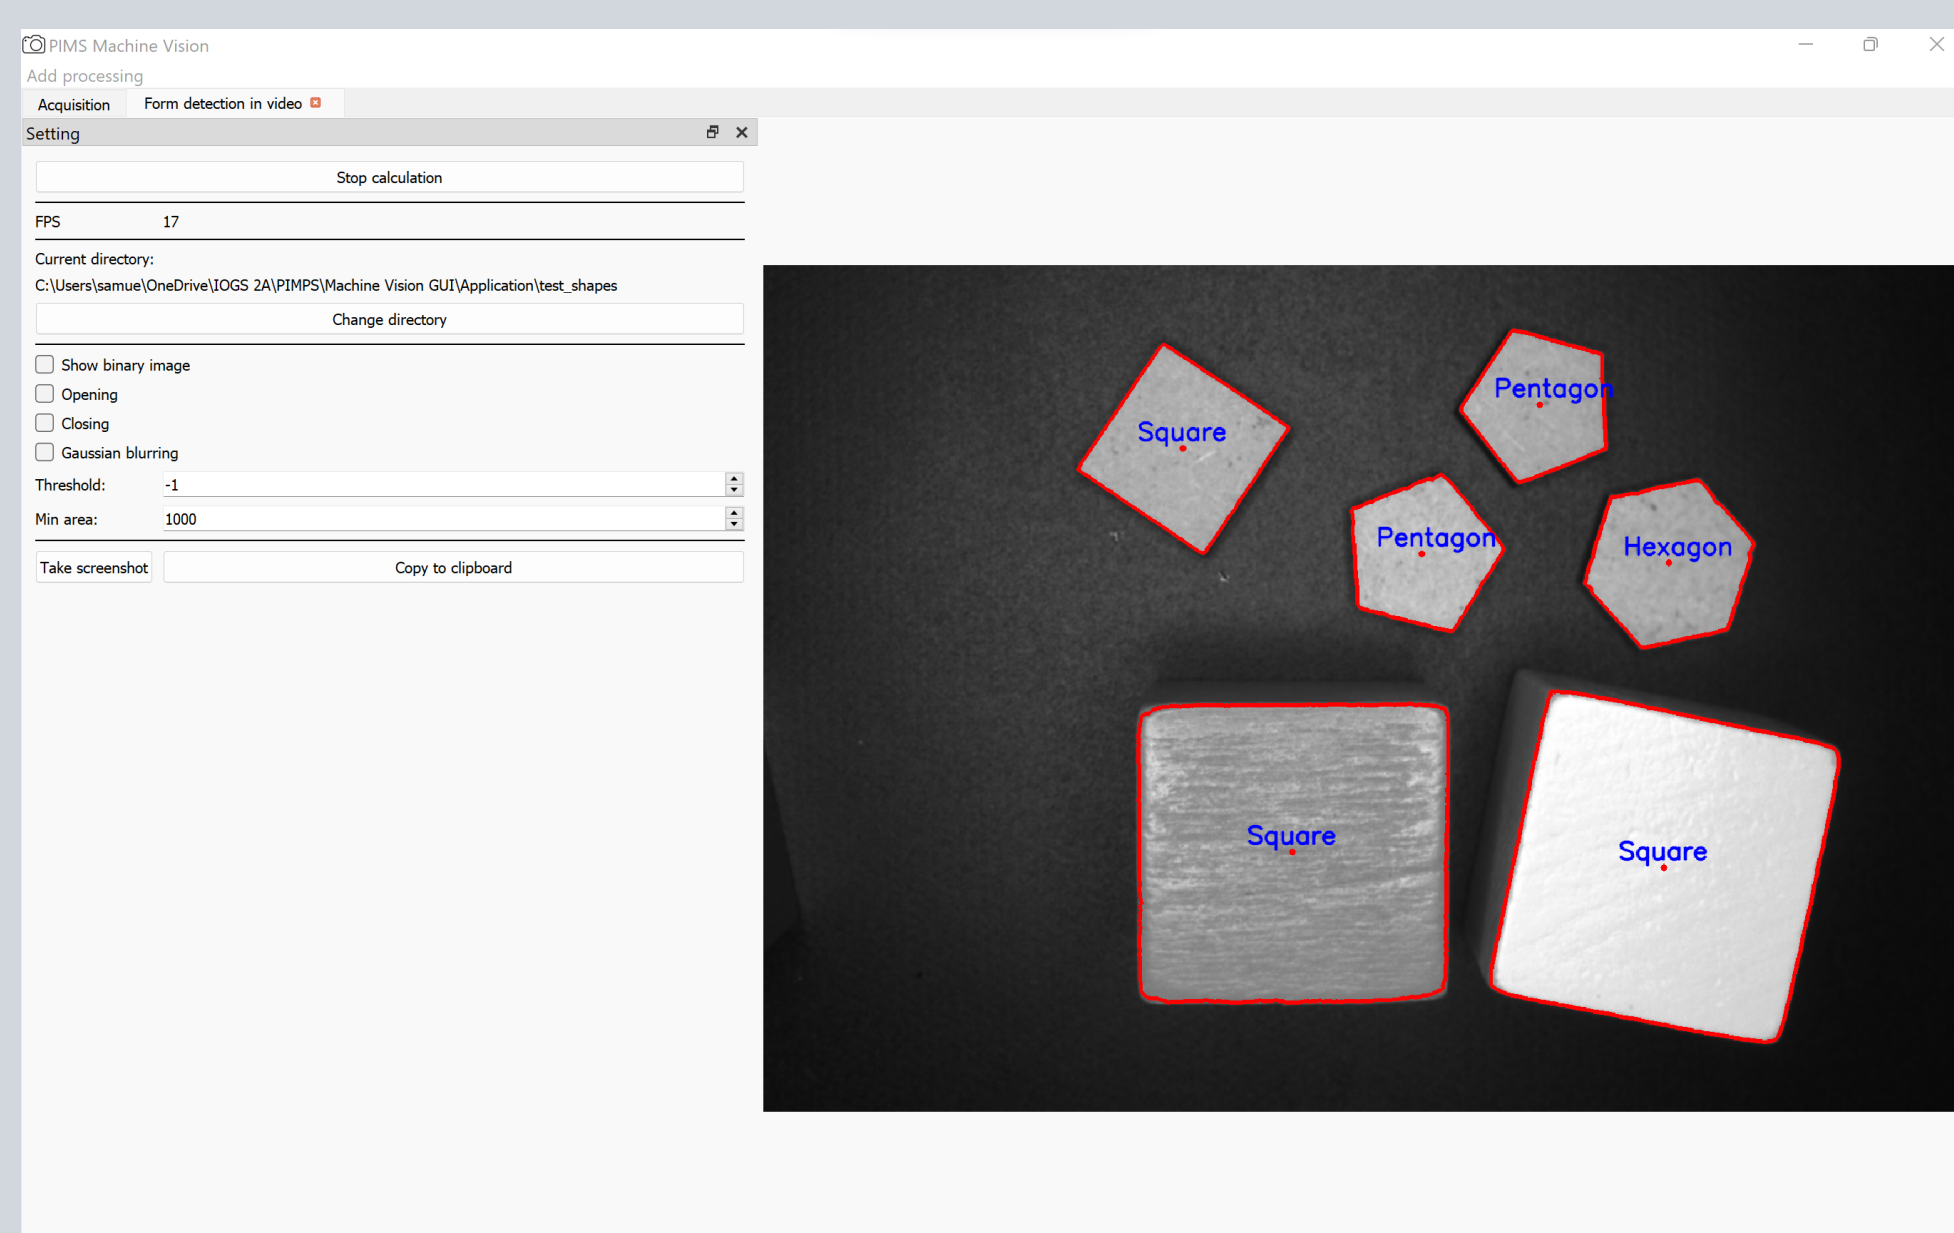 PIMS Machine Vision
Add processing
Acquisition
Form detection in video
Setting
Stop calculation
FPS 17
Current directory:
C:\Users\samue\OneDrive\IOGS 2A\PIMPS\Machine Vision GUI\Application\test_shapes
Change directory
Show binary image
Opening
Closing
Gaussian blurring
Threshold: -1
Min area: 1000
Take screenshot
Copy to clipboard
Pentagon
Square
Pentagon
Hexagon
Square
Square